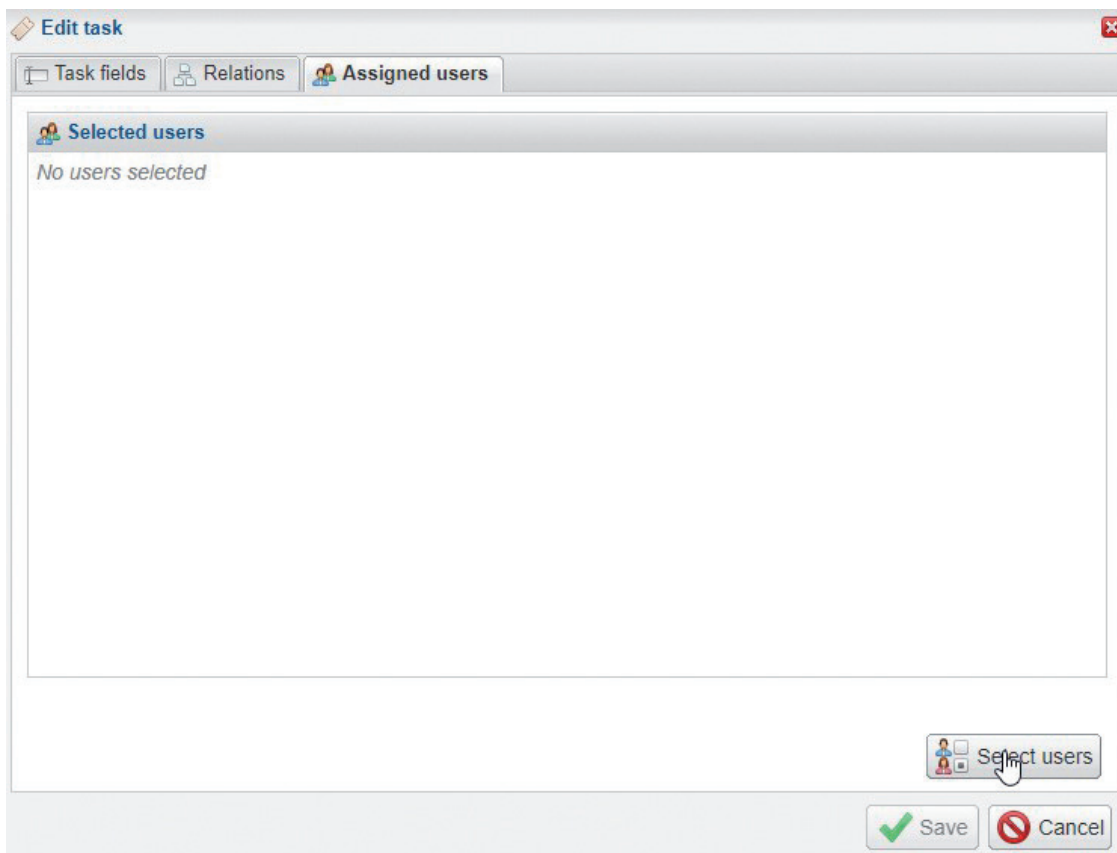 Edit task
Task fields
Relations
Assigned users
Selected users
No users selected
Select users
Save
Cancel